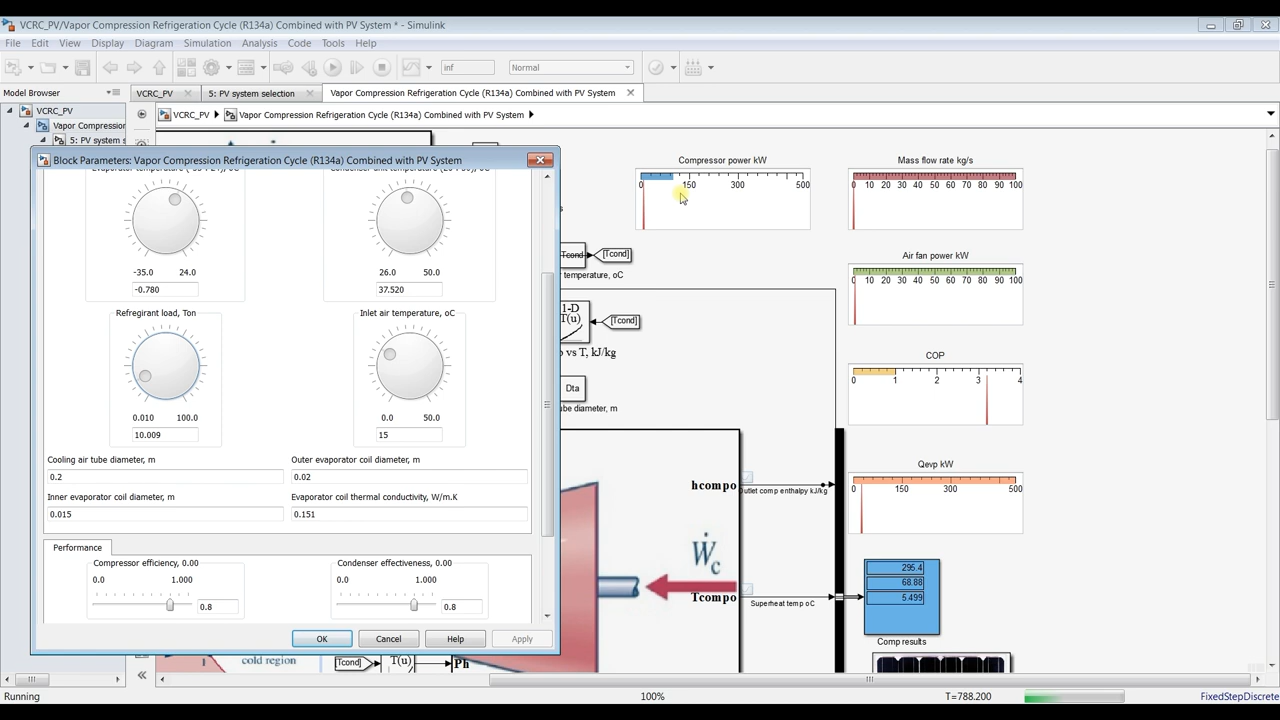 VCRC_PV/Vapor Compression Refrigeration Cycle (R134a) Combined with PV System * - Simulink
File Edit View Display Diagram Simulation Analysis Code Tools Help
inf Normal
Model Browser
VCRC_PV
5: PV system selection
Vapor Compression Refrigeration Cycle (R134a) Combined with PV System
VCRC_PV
Vapor Compression
5: PV system s
VCRC_PV Vapor Compression Refrigeration Cycle (R134a) Combined with PV System
Block Parameters: Vapor Compression Refrigeration Cycle (R134a) Combined with PV System
-35.0 24.0
-0.780
26.0 50.0
37.520
Refregirant load, Ton
0.010 100.0
10.009
Inlet air temperature, oC
0.0 50.0
15
Cooling air tube diameter, m
0.2
Outer evaporator coil diameter, m
0.02
Inner evaporator coil diameter, m
0.015
Evaporator coil thermal conductivity, W/m.K
0.151
Performance
Compressor efficiency, 0.00
0.0 1.000
0.8
Condenser effectiveness, 0.00
0.0 1.000
0.8
OK Cancel Help Apply
Compressor power kW
0 150 300 500
Mass flow rate kg/s
0 10 20 30 40 50 60 70 80 90 100
Air fan power kW
0 10 20 30 40 50 60 70 80 90 100
COP
0 1 2 3 4
Qevp kW
0 150 300 500
Tcond [Tcond]
temperature, oC
1-D
T(u)
[Tcond]
vs T, kJ/kg
Dta
be diameter, m
hcompo
Outlet comp enthalpy kJ/kg
Ẇc
Tcompo
Superheat temp oC
295.4
68.88
5.499
Comp results
cold region
[Tcond]
T(u)
Ph
Running
100%
T=788.200
FixedStepDiscrete